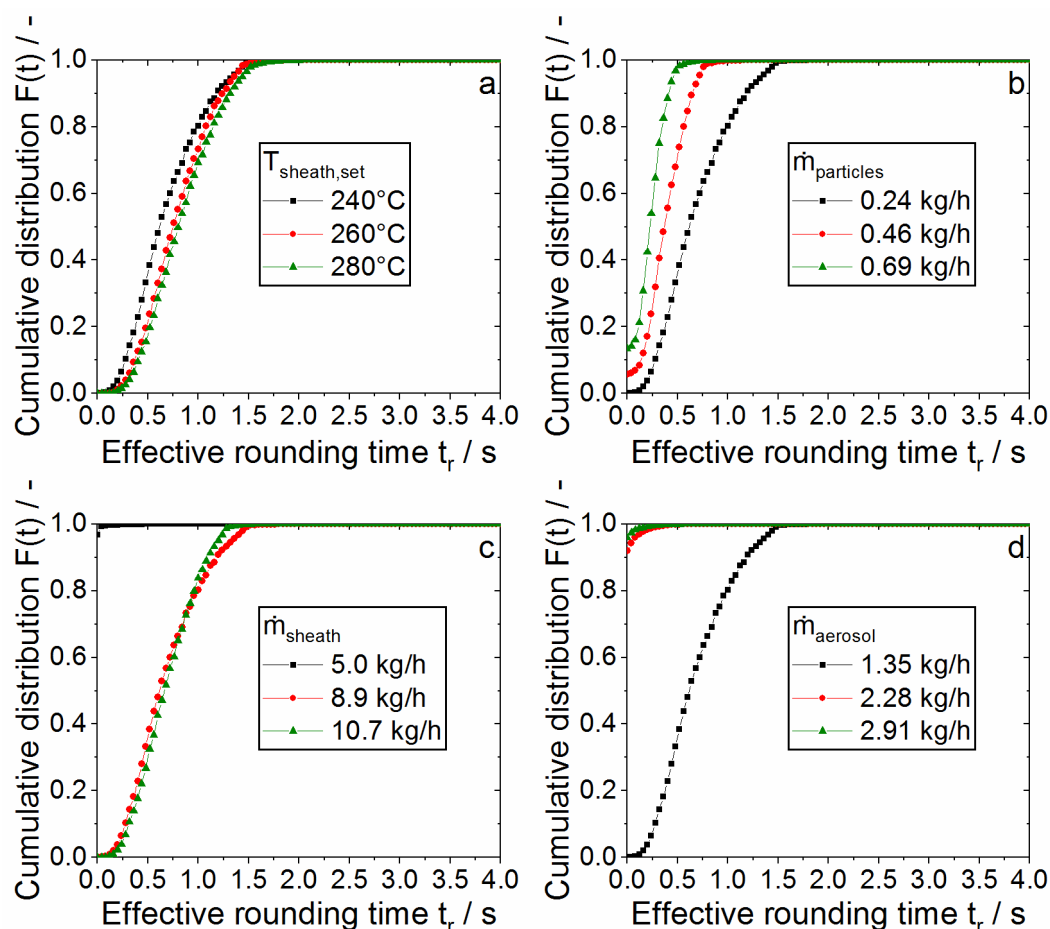 Cumulative distribution F(t) / -
1.0
0.8
0.6
0.4
0.2
0.0
a
T sheath,set
240°C
260°C
280°C
0.0 0.5 1.0 1.5 2.0 2.5 3.0 3.5 4.0
Effective rounding time t r / s
Cumulative distribution F(t) / -
1.0
0.8
0.6
0.4
0.2
0.0
b
ṁ particles
0.24 kg/h
0.46 kg/h
0.69 kg/h
0.0 0.5 1.0 1.5 2.0 2.5 3.0 3.5 4.0
Effective rounding time t r / s
Cumulative distribution F(t) / -
1.0
0.8
0.6
0.4
0.2
0.0
c
ṁ sheath
5.0 kg/h
8.9 kg/h
10.7 kg/h
0.0 0.5 1.0 1.5 2.0 2.5 3.0 3.5 4.0
Effective rounding time t r / s
Cumulative distribution F(t) / -
1.0
0.8
0.6
0.4
0.2
0.0
d
ṁ aerosol
1.35 kg/h
2.28 kg/h
2.91 kg/h
0.0 0.5 1.0 1.5 2.0 2.5 3.0 3.5 4.0
Effective rounding time t r / s